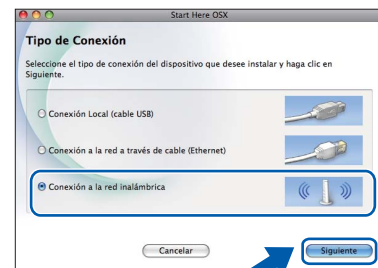 Start Here OSX
Tipo de Conexión
Seleccione el tipo de conexión del dispositivo que desee instalar y haga clic en
Siguiente.
Conexión Local (cable USB)
Conexión a la red a través de cable (Ethernet)
Conexión a la red inalámbrica
Cancelar
Siguiente